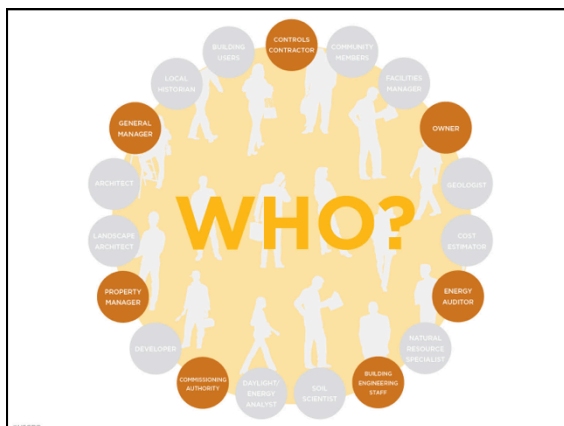 CONTROLS
CONTRACTOR
COMMUNITY
MEMBERS
FACILITIES
MANAGER
OWNER
GEOLOGIST
COST
ESTIMATOR
ENERGY
AUDITOR
NATURAL
RESOURCE
SPECIALIST
BUILDING
ENGINEERING
STAFF
SOIL
SCIENTIST
DAYLIGHT/
ENERGY
ANALYST
COMMISSIONING
AUTHORITY
DEVELOPER
PROPERTY
MANAGER
LANDSCAPE
ARCHITECT
ARCHITECT
GENERAL
MANAGER
LOCAL
HISTORIAN
BUILDING
USERS
WHO?